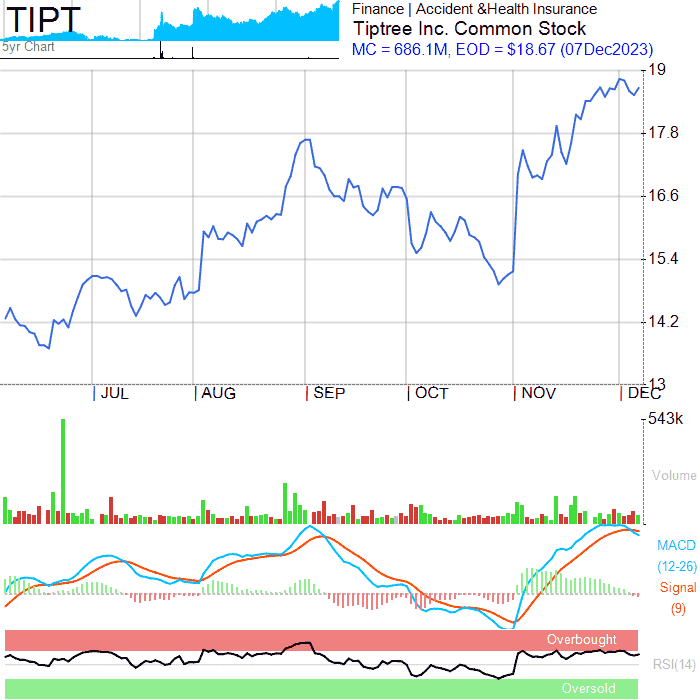 TIPT
5yr Chart
Finance | Accident &Health Insurance
Tiptree Inc. Common Stock
MC = 686.1M, EOD = $18.67 (07Dec2023)
19
17.8
16.6
15.4
14.2
13
JUL AUG SEP OCT NOV DEC
543k
Volume
MACD
(12-26)
Signal
(9)
Overbought
RSI(14)
Oversold